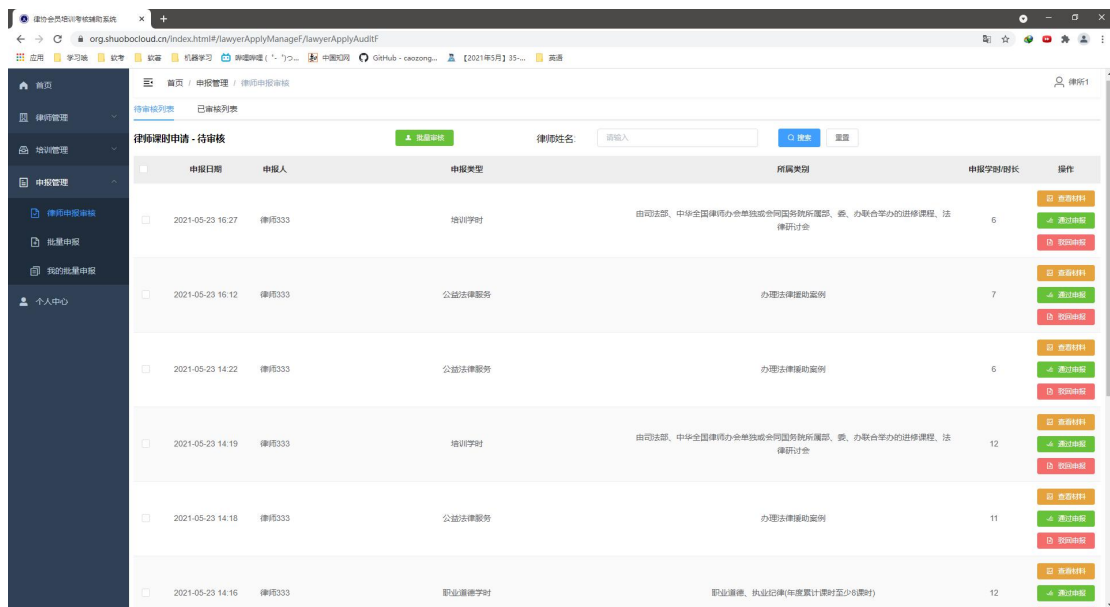 律协会员培训考核辅助系统
org.shuobocloud.cn/index.html#/lawyerApplyManageF/lawyerApplyAuditF
应用 学习啦 软考 软著 机器学习 哔哩哔哩 ( ゜- ゜)つ... 中国知网 GitHub - caozong... 【2021年5月】35-... 英语
首页
律师管理
培训管理
申报管理
律师申报审核
批量申报
我的批量申报
个人中心
首页 / 申报管理 / 律师申报审核
律所1
待审核列表 已审核列表
律师课时申请 - 待审核 批量审核 律师姓名: 请输入 搜索 重置
申报日期 申报人 申报类型 所属类别 申报学时/时长 操作
2021-05-23 16:27 律师333 培训学时 由司法部、中华全国律师办会单独或会同国务院所属部、委、办联合举办的进修课程、法律研讨会 6
查看材料
通过申报
驳回申报
2021-05-23 16:12 律师333 公益法律服务 办理法律援助案例 7
查看材料
通过申报
驳回申报
2021-05-23 14:22 律师333 公益法律服务 办理法律援助案例 6
查看材料
通过申报
驳回申报
2021-05-23 14:19 律师333 培训学时 由司法部、中华全国律师办会单独或会同国务院所属部、委、办联合举办的进修课程、法律研讨会 12
查看材料
通过申报
驳回申报
2021-05-23 14:18 律师333 公益法律服务 办理法律援助案例 11
查看材料
通过申报
驳回申报
2021-05-23 14:16 律师333 职业道德学时 职业道德、执业纪律(年度累计课时至少8课时) 12
查看材料
通过申报